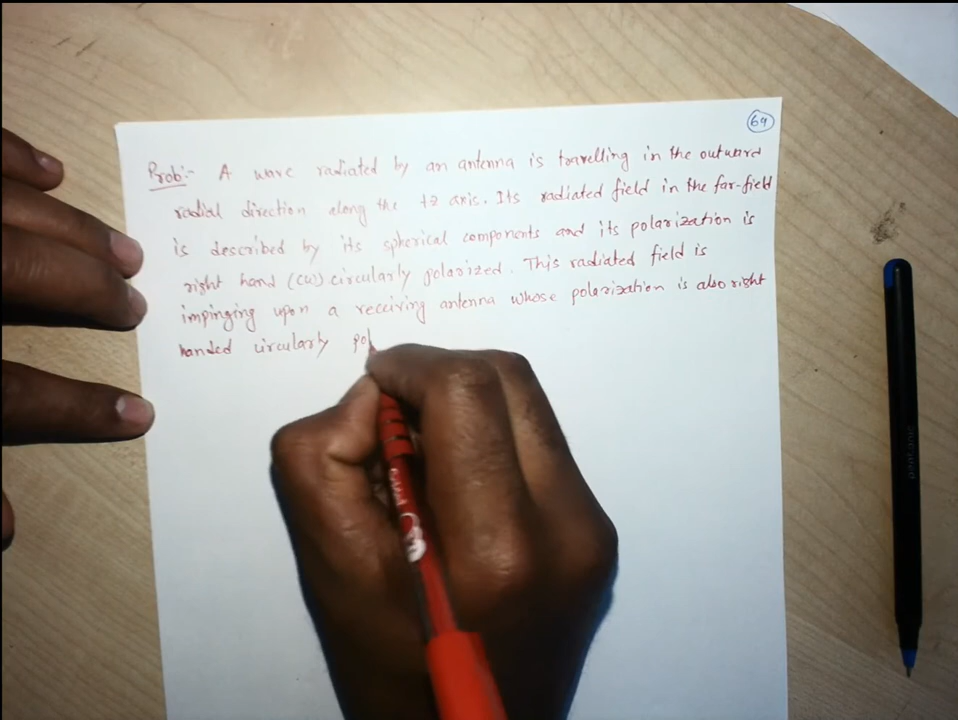 69
Prob:- A wave radiated by an antenna is travelling in the outward
radial direction along the +z axis. Its radiated field in the far-field
is described by its spherical components and its polarization is
right hand (CW) circularly polarized. This radiated field is
impinging upon a receiving antenna whose polarization is also right
handed circularly pol